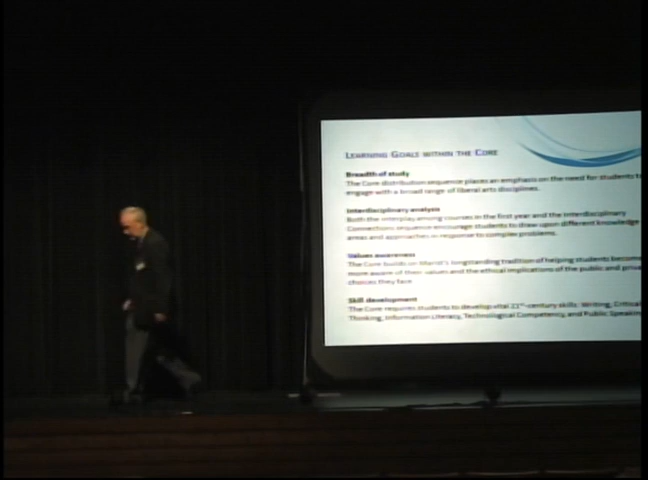 LEARNING GOALS WITHIN THE CORE
Breadth of study
The Core distribution sequence places an emphasis on the need for students to
engage with a broad range of liberal arts disciplines.
Interdisciplinary analysis
Both the interplay among courses in the first year and the Interdisciplinary
Connections sequence encourage students to draw upon different knowledge
areas and approaches in response to complex problems.
Values awareness
The Core builds on Marist's longstanding tradition of helping students become
more aware of their values and the ethical implications of the public and
choices they face
Skill development
The Core requires students to develop vital 21st-century skills: Writing, Critical
Thinking, Information Literacy, Technological Competency, and Public Speaking